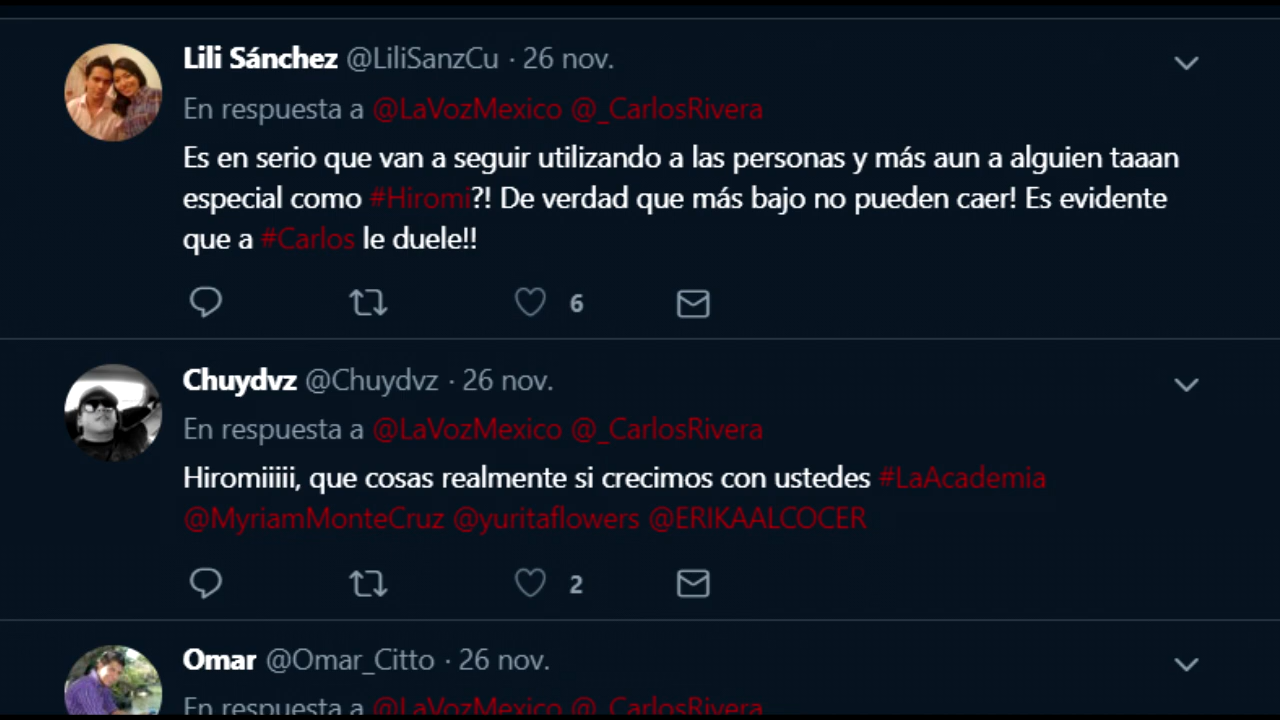 Lili Sánchez @LiliSanzCu · 26 nov.
En respuesta a @LaVozMexico @_CarlosRivera
Es en serio que van a seguir utilizando a las personas y más aun a alguien taaan
especial como #Hiromi?! De verdad que más bajo no pueden caer! Es evidente
que a #Carlos le duele!!
6
Chuydvz @Chuydvz · 26 nov.
En respuesta a @LaVozMexico @_CarlosRivera
Hiromiiiiii, que cosas realmente si crecimos con ustedes #LaAcademia
@MyriamMonteCruz @yuritaflowers @ERIKAALCOCER
2
Omar @Omar_Citto · 26 nov.
En respuesta a @LaVozMexico @_CarlosRivera